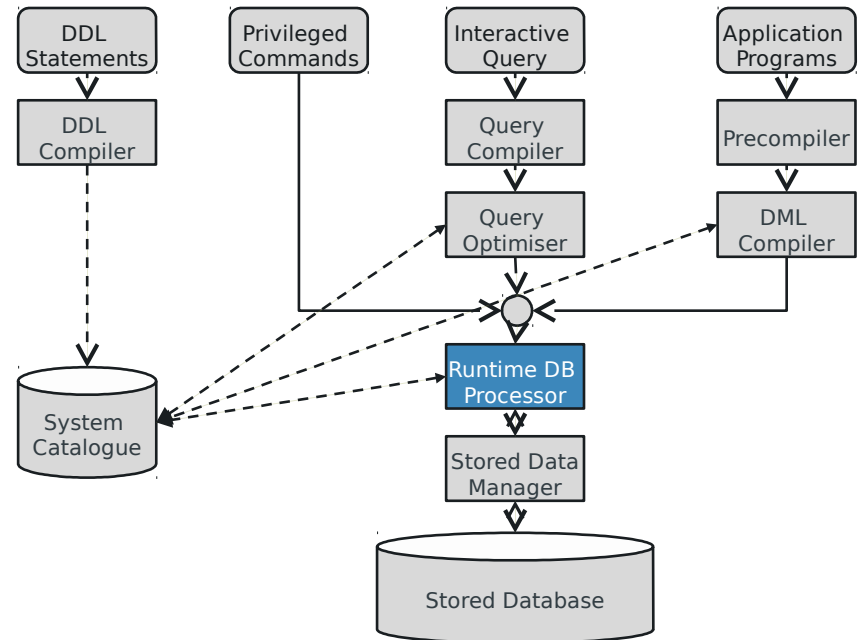 DDL
Statements
Privileged
Commands
Interactive
Query
Application
Programs
DDL
Compiler
Query
Compiler
Precompiler
Query
Optimiser
DML
Compiler
Runtime DB
Processor
System
Catalogue
Stored Data
Manager
Stored Database